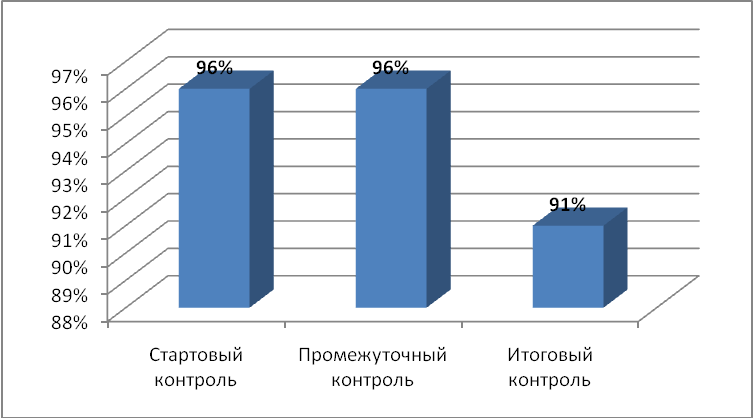 96%
96%
91%
97%
96%
95%
94%
93%
92%
91%
90%
89%
88%
Стартовый
контроль
Промежуточный
контроль
Итоговый
контроль